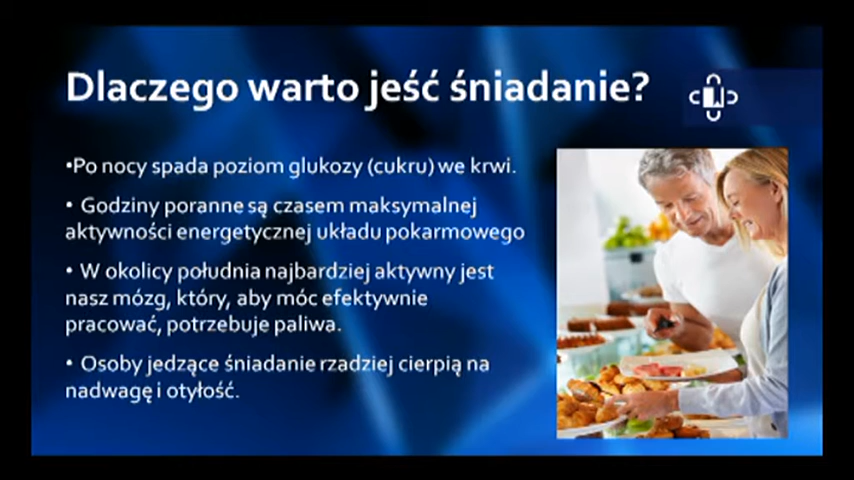 Dlaczego warto jeść śniadanie?
•Po nocy spada poziom glukozy (cukru) we krwi.
• Godziny poranne są czasem maksymalnej
aktywności energetycznej układu pokarmowego
• W okolicy południa najbardziej aktywny jest
nasz mózg, który, aby móc efektywnie
pracować, potrzebuje paliwa.
• Osoby jedzące śniadanie rzadziej cierpią na
nadwagę i otyłość.